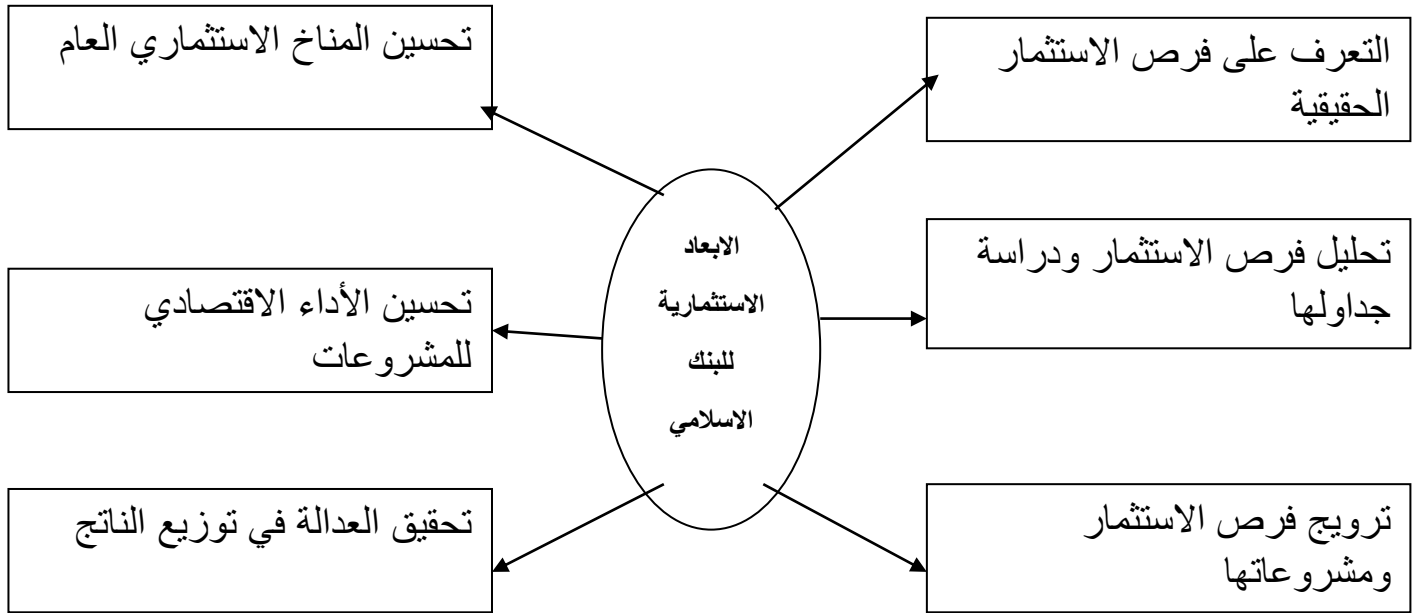 التعرف على فرص الاستثمار
الحقيقية
تحسين المناخ الاستثماري العام
الابعاد
الاستثمارية
للبنك
الاسلامي
تحليل فرص الاستثمار ودراسة
جداولها
تحسين الأداء الاقتصادي
للمشروعات
ترويج فرص الاستثمار
ومشروعاتها
تحقيق العدالة في توزيع الناتج